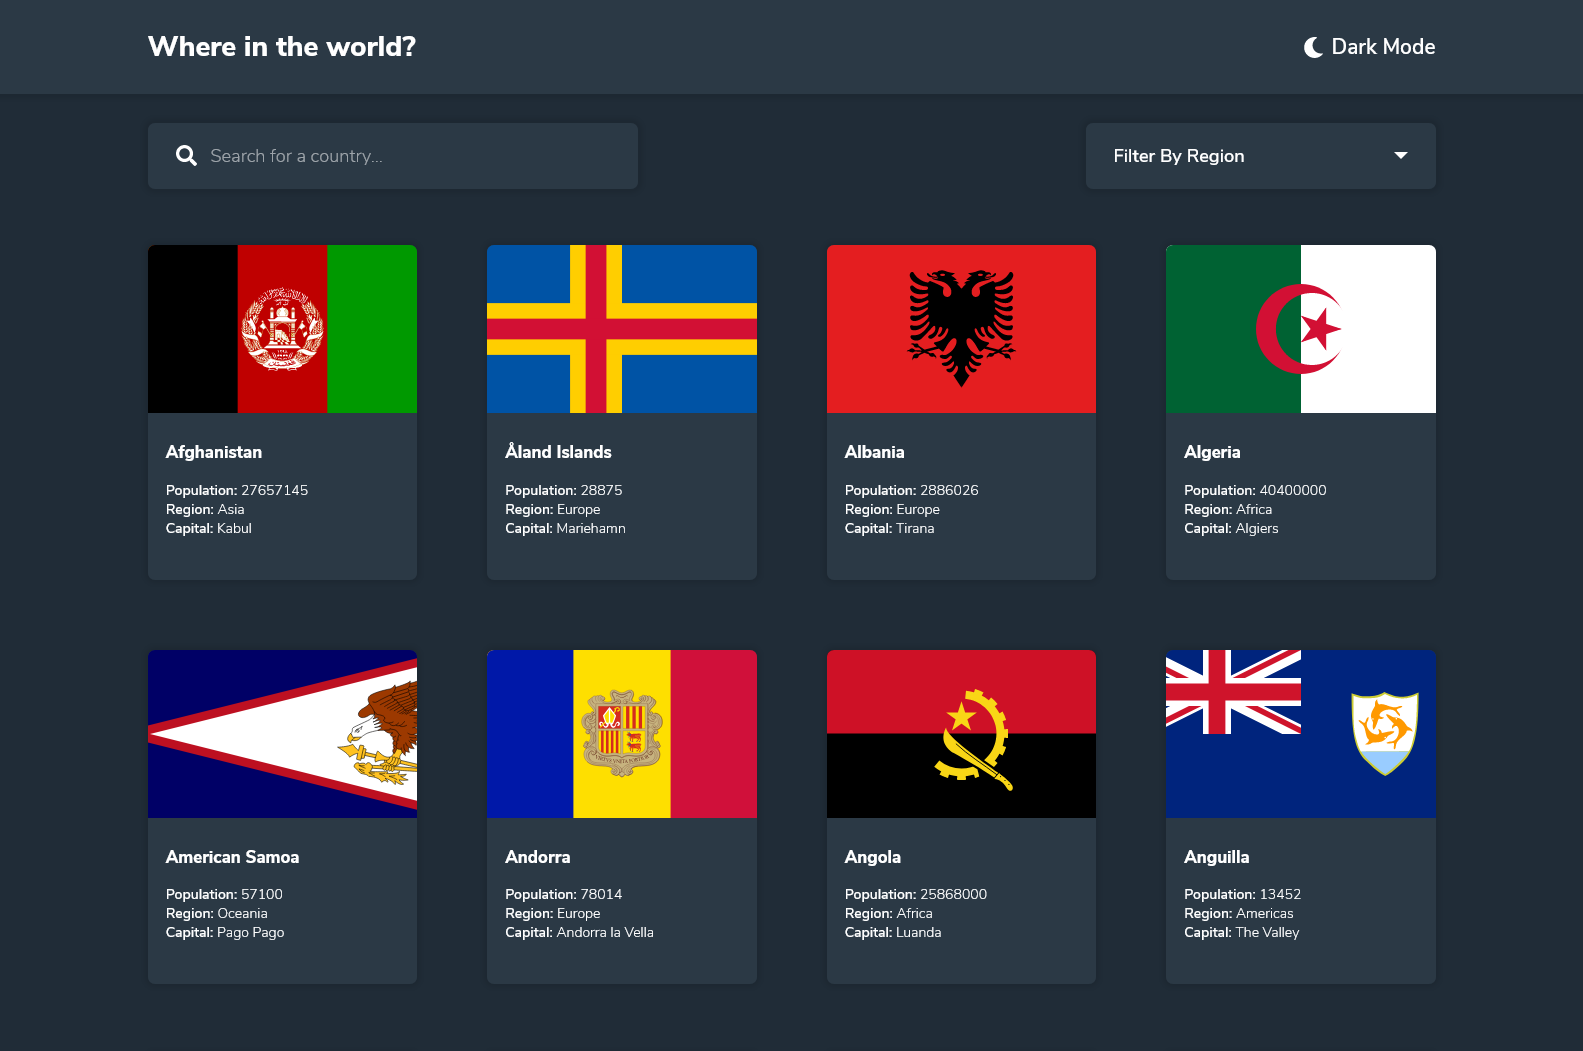 Where in the world?
Dark Mode
Search for a country...
Filter By Region
Afghanistan
Population: 27657145
Region: Asia
Capital: Kabul
Åland Islands
Population: 28875
Region: Europe
Capital: Mariehamn
Albania
Population: 2886026
Region: Europe
Capital: Tirana
Algeria
Population: 40400000
Region: Africa
Capital: Algiers
American Samoa
Population: 57100
Region: Oceania
Capital: Pago Pago
Andorra
Population: 78014
Region: Europe
Capital: Andorra la Vella
Angola
Population: 25868000
Region: Africa
Capital: Luanda
Anguilla
Population: 13452
Region: Americas
Capital: The Valley